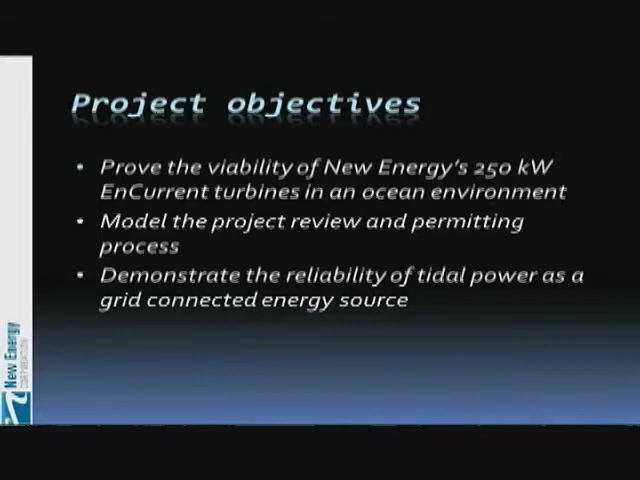 Project objectives
• Prove the viability of New Energy's 250 kW
EnCurrent turbines in an ocean environment
• Model the project review and permitting
process
• Demonstrate the reliability of tidal power as a
grid connected energy source
New Energy
CORPORATION